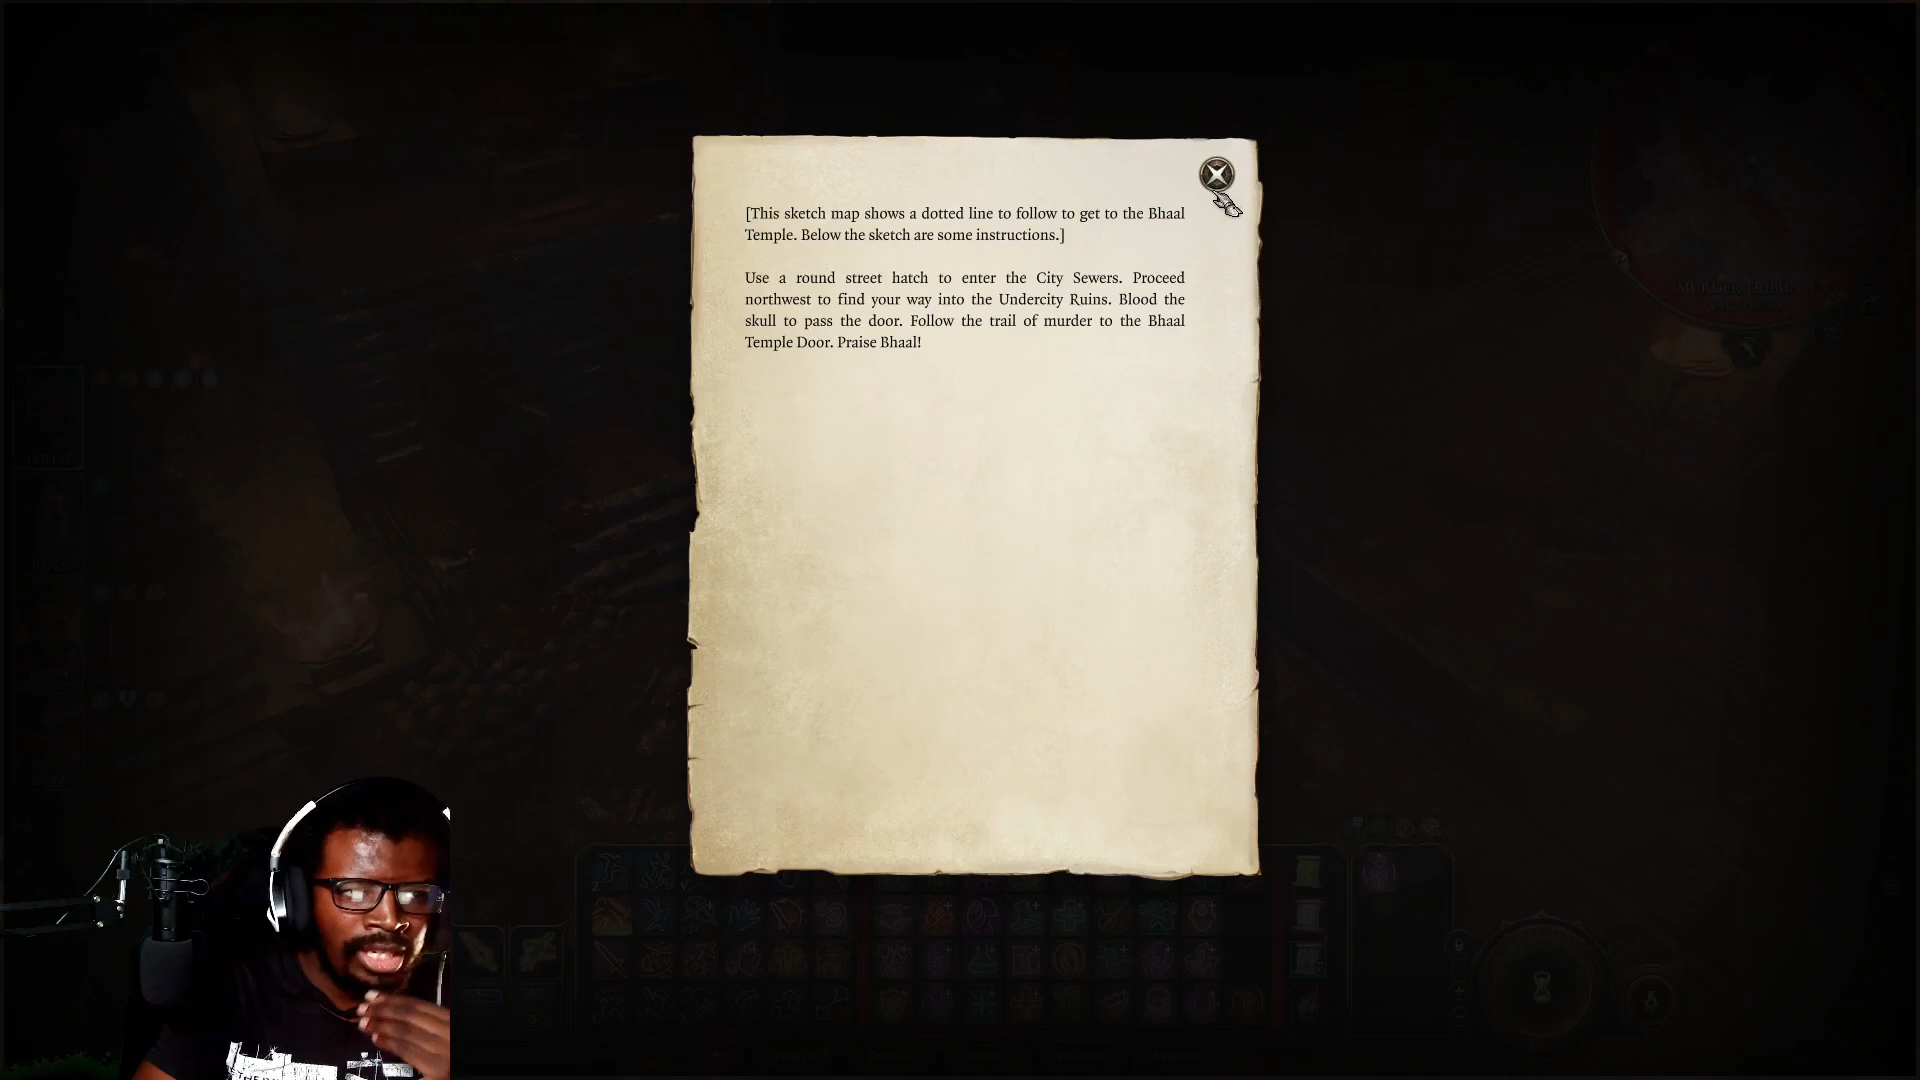 [This sketch map shows a dotted line to follow to get to the Bhaal
Temple. Below the sketch are some instructions.]
Use a round street hatch to enter the City Sewers. Proceed
northwest to find your way into the Undercity Ruins. Blood the
skull to pass the door. Follow the trail of murder to the Bhaal
Temple Door. Praise Bhaal!
MURDER TRIBUNAL